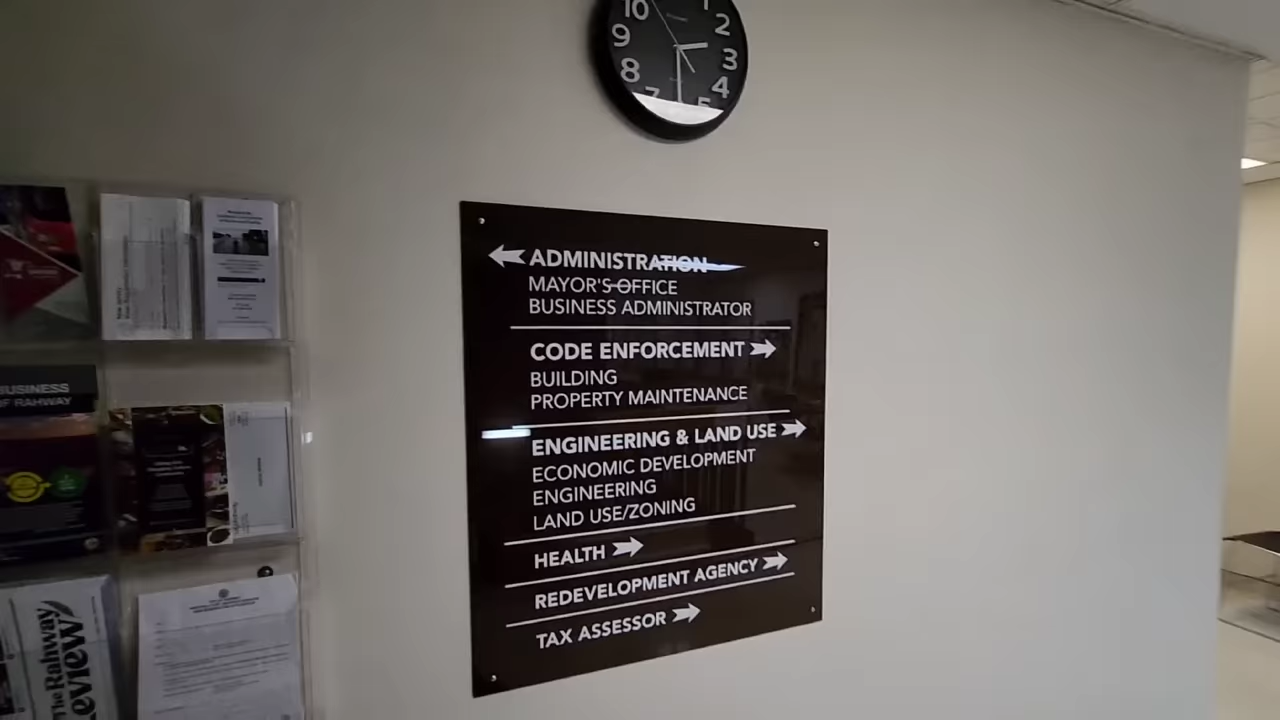 10
1
2
9
3
8
4
7
5
ADMINISTRATION
MAYOR'S OFFICE
BUSINESS ADMINISTRATOR
CODE ENFORCEMENT
BUILDING
PROPERTY MAINTENANCE
ENGINEERING & LAND USE
ECONOMIC DEVELOPMENT
ENGINEERING
LAND USE/ZONING
HEALTH
REDEVELOPMENT AGENCY
TAX ASSESSOR
BUSINESS
OF RAHWAY
The Rahway
Review